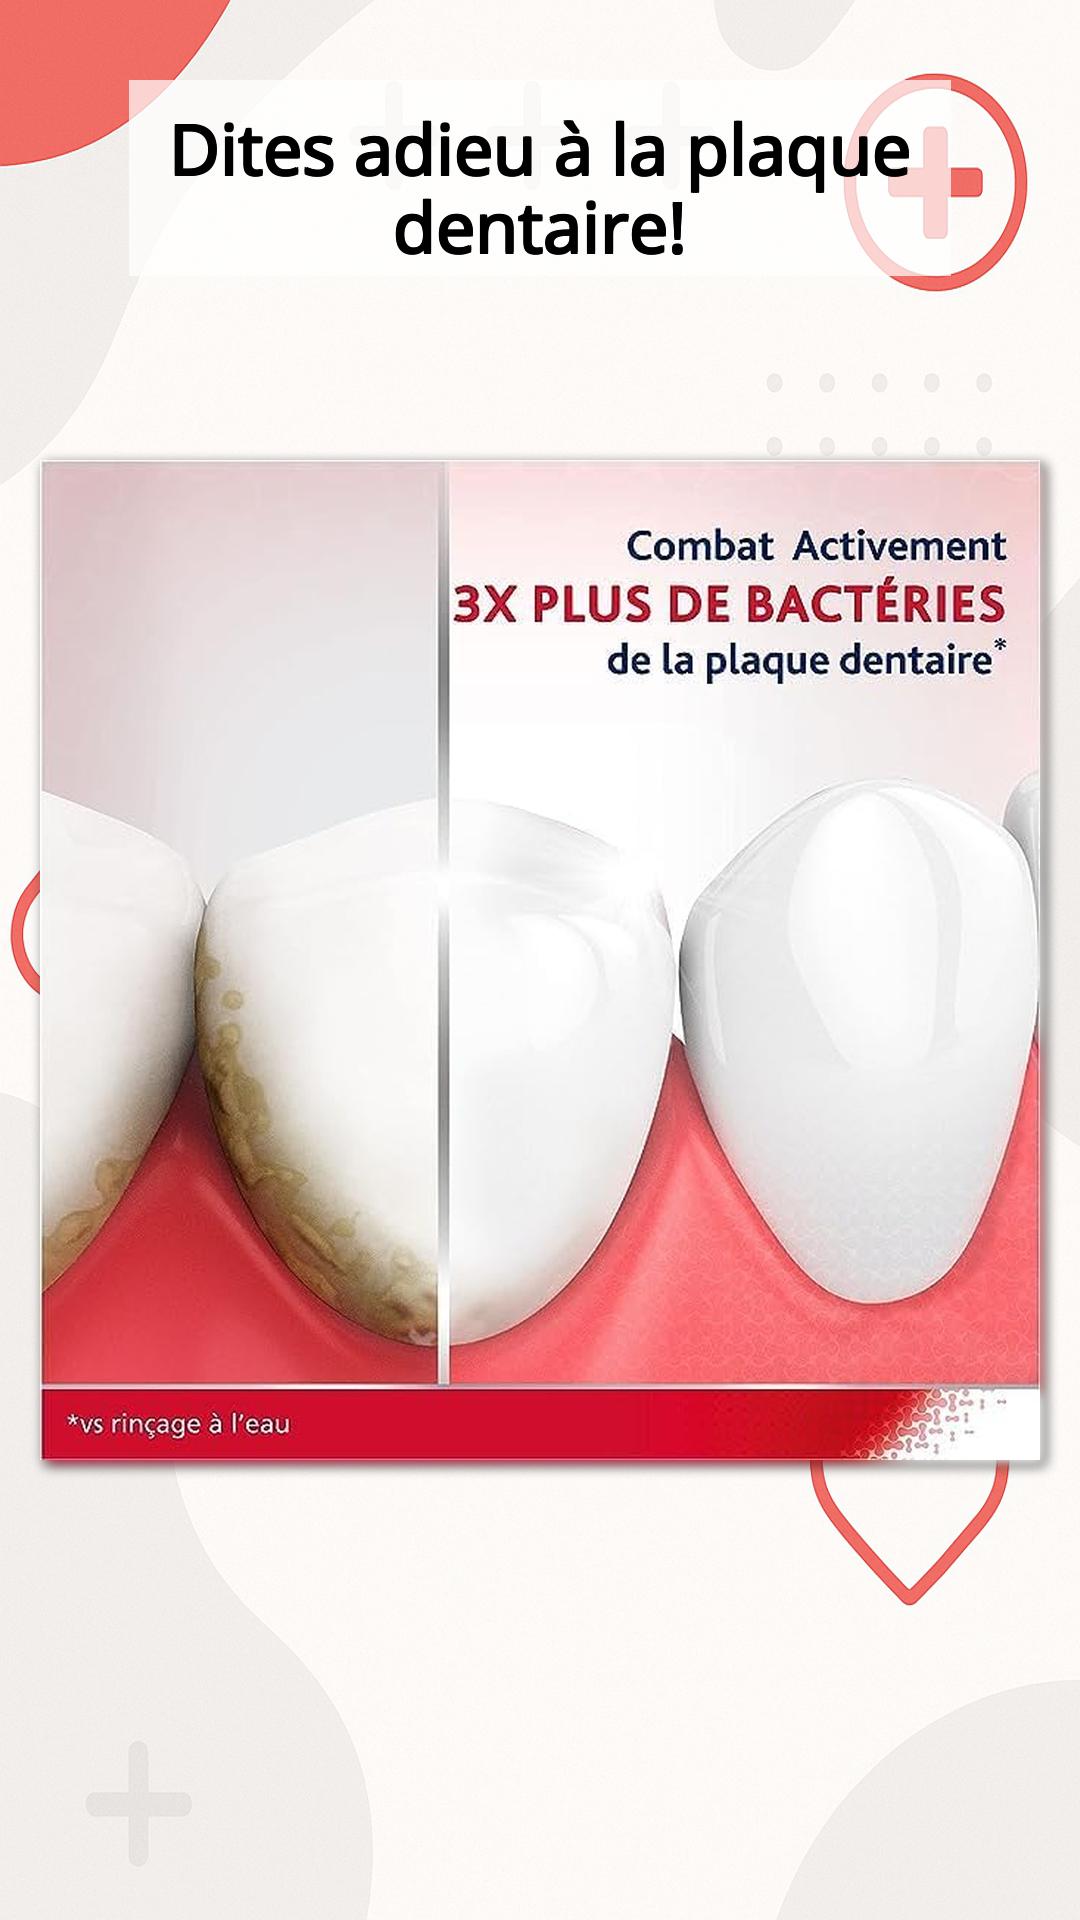 Dites adieu à la plaque
dentaire!
Combat Activement
3X PLUS DE BACTÉRIES
de la plaque dentaire*
*vs rinçage à l'eau